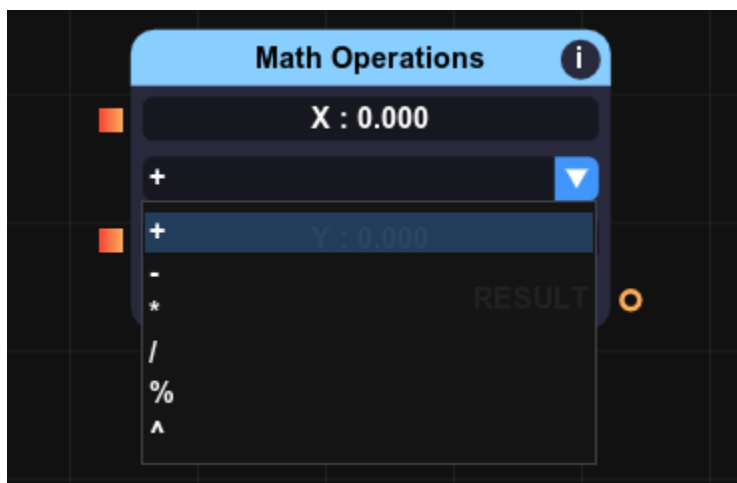 Math Operations i
X : 0.000
+
+
Y : 0.000
-
*
RESULT
/
%
^